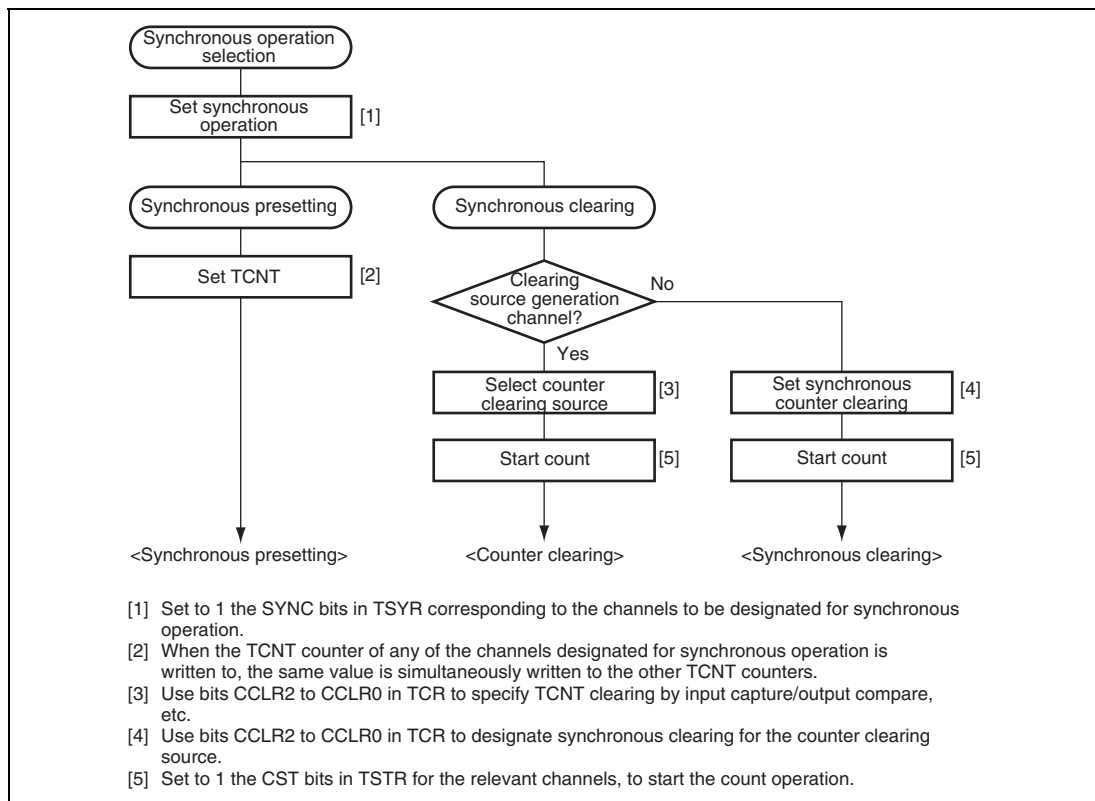 Synchronous operation
selection
Set synchronous
operation
[1]
Synchronous presetting
Synchronous clearing
Set TCNT
[2]
Clearing
source generation
channel?
No
Yes
Select counter
clearing source
[3]
Set synchronous
counter clearing
[4]
Start count
[5]
Start count
[5]
<Synchronous presetting>
<Counter clearing>
<Synchronous clearing>
[1] Set to 1 the SYNC bits in TSYR corresponding to the channels to be designated for synchronous
operation.
[2] When the TCNT counter of any of the channels designated for synchronous operation is
written to, the same value is simultaneously written to the other TCNT counters.
[3] Use bits CCLR2 to CCLR0 in TCR to specify TCNT clearing by input capture/output compare,
etc.
[4] Use bits CCLR2 to CCLR0 in TCR to designate synchronous clearing for the counter clearing
source.
[5] Set to 1 the CST bits in TSTR for the relevant channels, to start the count operation.